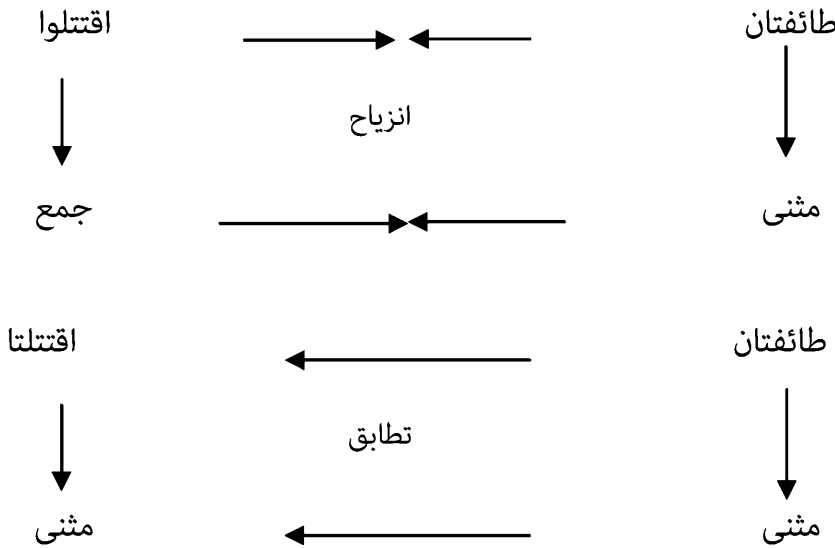 طائفتان اقتتلوا
انزياح
مثنى جمع
طائفتان اقتتلتا
تطابق
مثنى مثنى